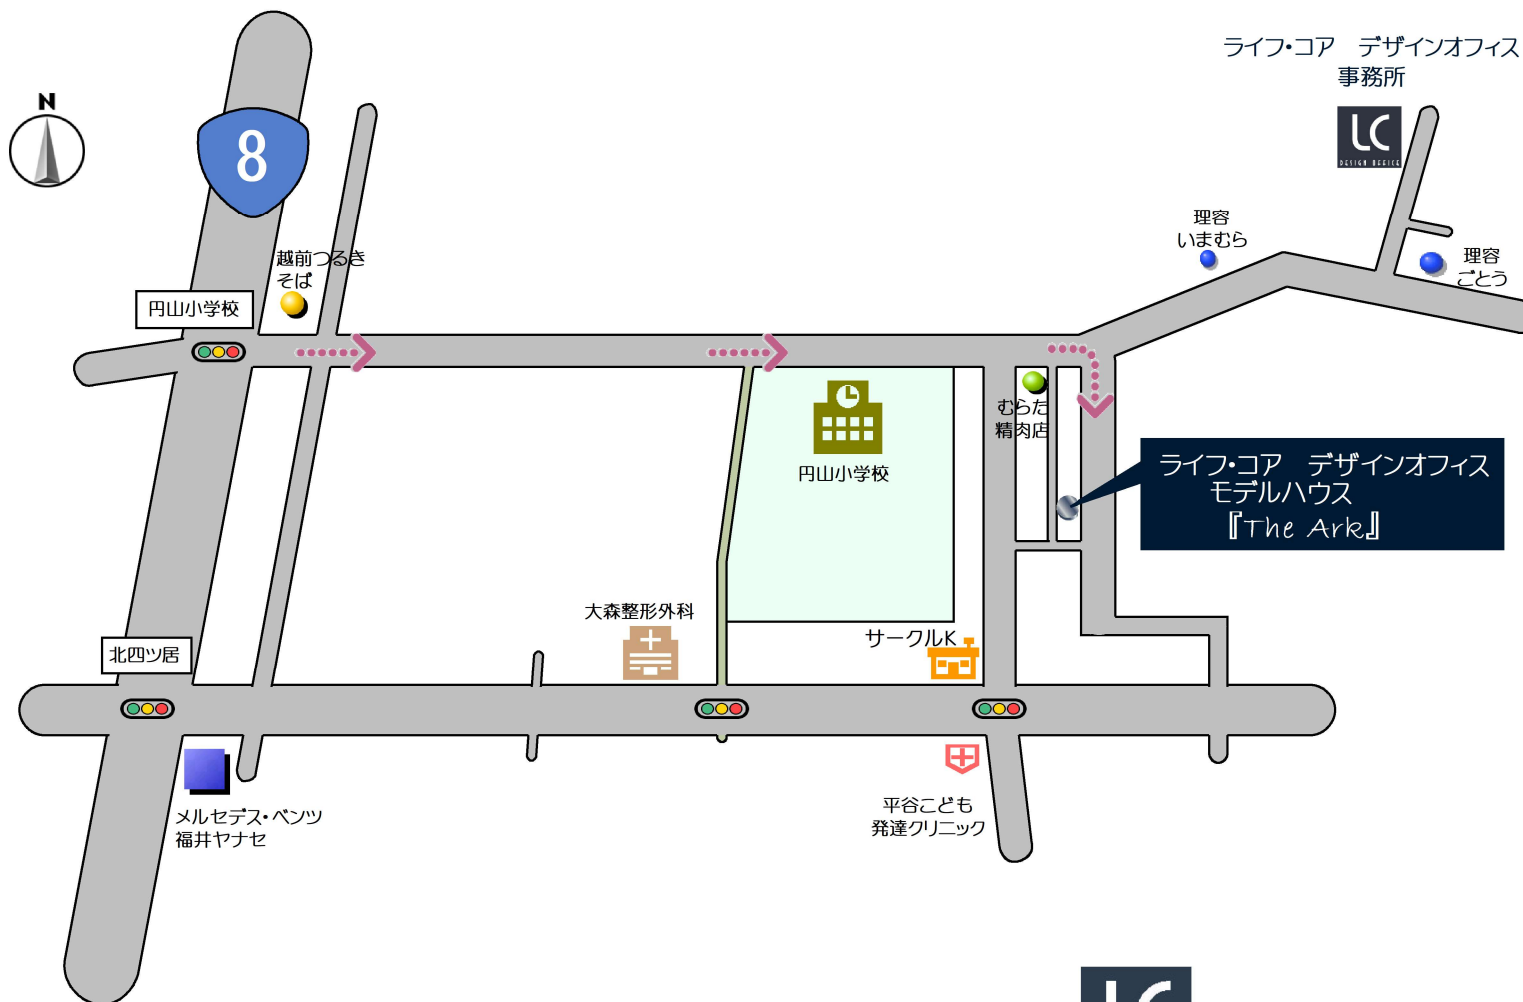 ライフ・コア　デザインオフィス
事務所
N
LC
DESIGN OFFICE
8
理容
いまむら
理容
ごとう
越前つるき
そば
円山小学校
むらた
精肉店
円山小学校
ライフ・コア　デザインオフィス
モデルハウス
『The Ark』
大森整形外科
サークルK
北四ツ居
メルセデス・ベンツ
福井ヤナセ
平谷こども
発達クリニック
LC